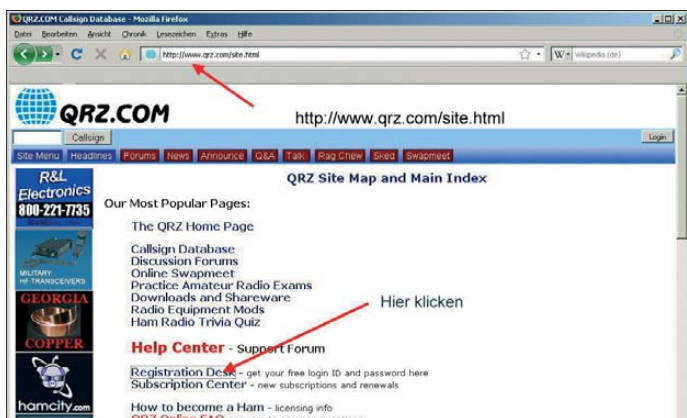 QRZ.COM Callsign Database - Mozilla Firefox
Datei Bearbeiten Ansicht Chronik Lesezeichen Extras Hilfe
http://www.qrz.com/site.html
W Wikipedia (de)
QRZ.COM
http://www.qrz.com/site.html
Callsign
Login
Site Menu Headlines Forums News Announce Q&A Talk Rag Chew Sked Swapmeet
R&L
Electronics
800-221-7735
MILITARY
HF TRANSCEIVERS
GEORGIA
COPPER
hamcity.com
QRZ Site Map and Main Index
Our Most Popular Pages:
The QRZ Home Page
Callsign Database
Discussion Forums
Online Swapmeet
Practice Amateur Radio Exams
Downloads and Shareware
Radio Equipment Mods
Ham Radio Trivia Quiz
Hier klicken
Help Center - Support Forum
Registration Desk - get your free login ID and password here
Subscription Center - new subscriptions and renewals
How to become a Ham - licensing info
QRZ Online FAQ